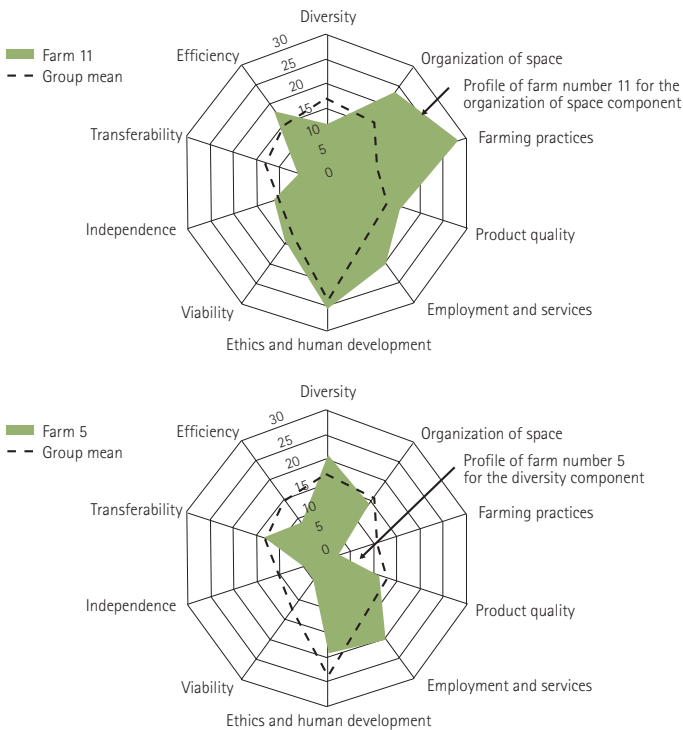 Diversity
Farm 11
Group mean
Efficiency
30
25
20
15
10
5
0
Organization of space
Profile of farm number 11 for the
organization of space component
Transferability
Farming practices
Independence
Product quality
Viability
Employment and services
Ethics and human development
Diversity
Farm 5
Group mean
Efficiency
30
25
20
15
10
5
0
Organization of space
Profile of farm number 5
for the diversity component
Transferability
Farming practices
Independence
Product quality
Viability
Employment and services
Ethics and human development